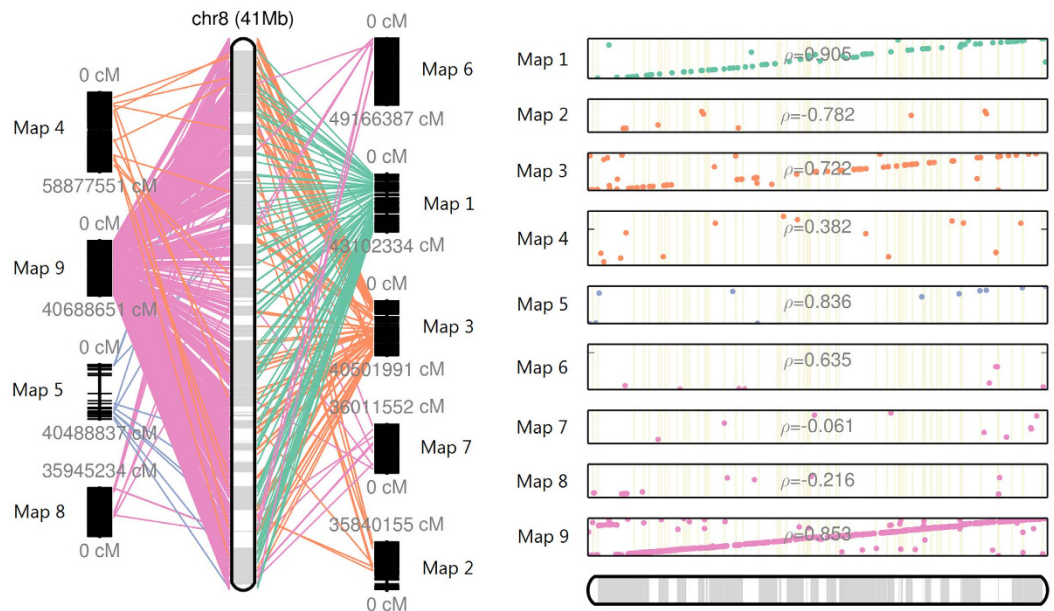 chr8 (41Mb)
0 cM
Map 6
49166387 cM
0 cM
Map 4
58877551 cM
0 cM
Map 1
43102334 cM
0 cM
Map 9
40688651 cM
0 cM
Map 3
40501991 cM
0 cM
Map 5
40488837 cM
36011552 cM
Map 7
0 cM
35945234 cM
Map 8
0 cM
35840155 cM
Map 2
0 cM
Map 1 ρ=0.905
Map 2 ρ=-0.782
Map 3 ρ=0.722
Map 4 ρ=0.382
Map 5 ρ=0.836
Map 6 ρ=0.635
Map 7 ρ=-0.061
Map 8 ρ=-0.216
Map 9 ρ=0.853